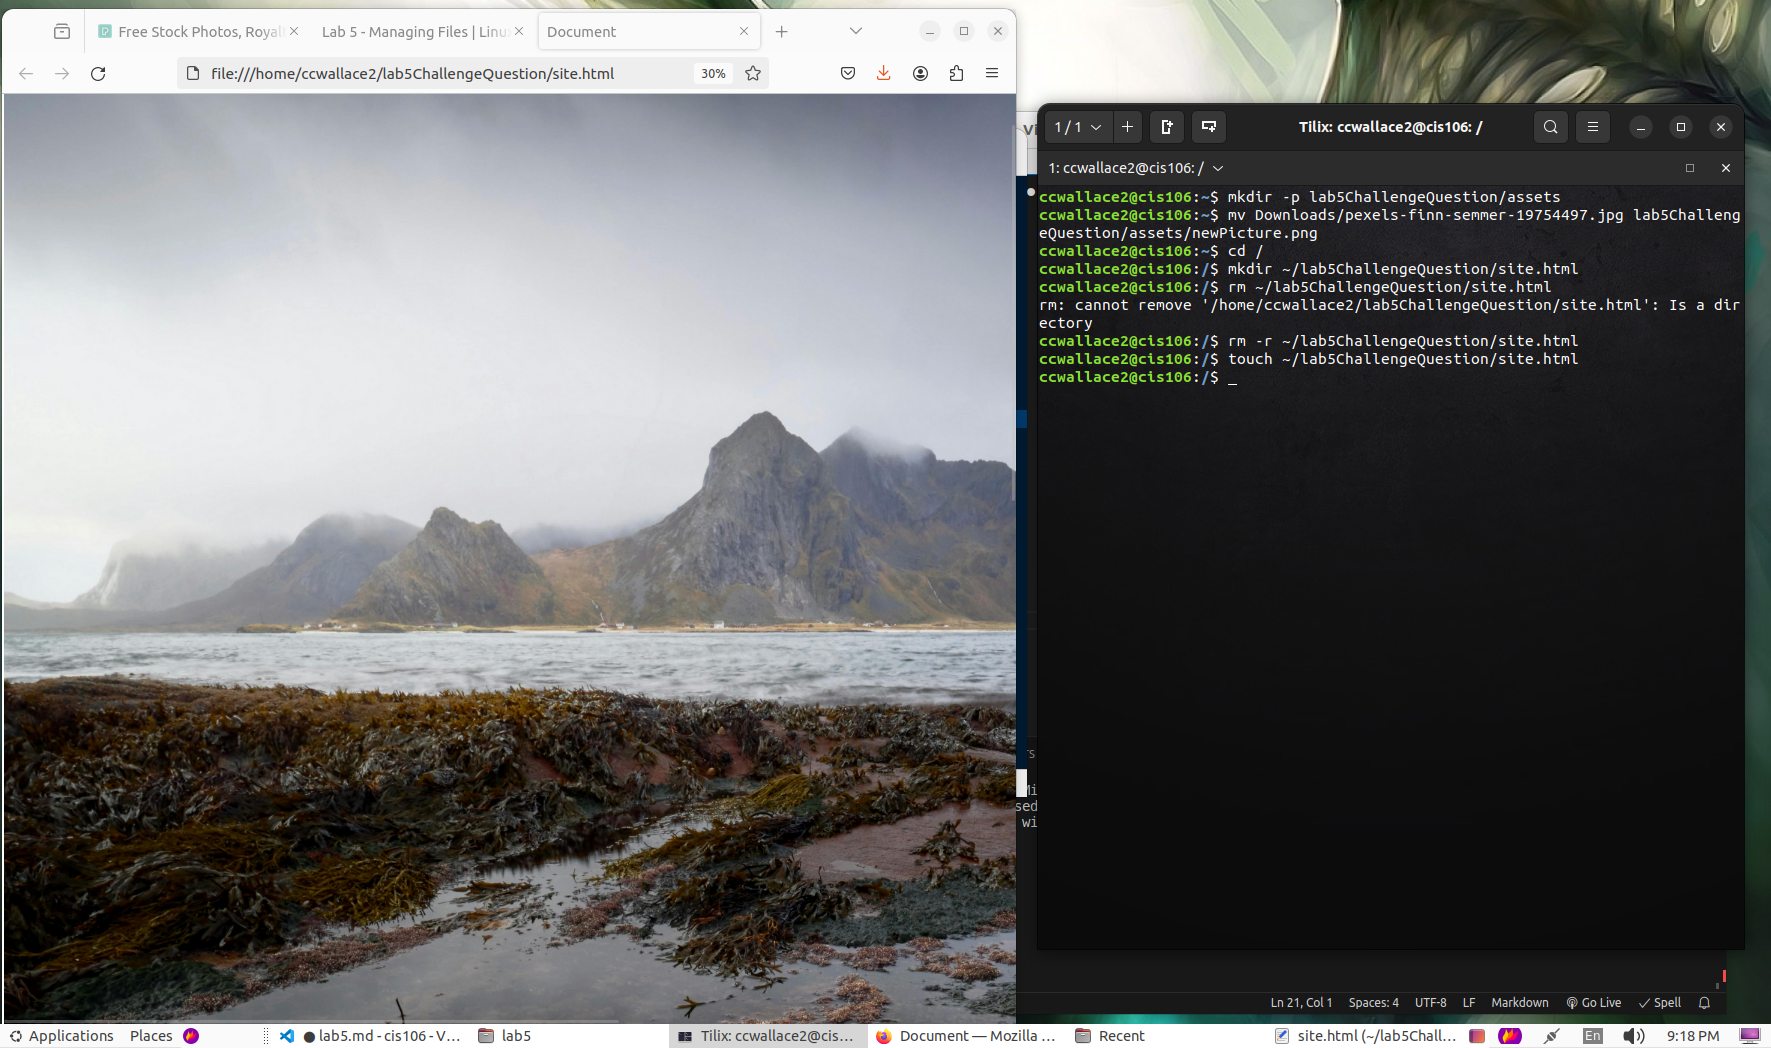 Free Stock Photos, Royal
Lab 5 - Managing Files | Linu
Document
file:///home/ccwallace2/lab5ChallengeQuestion/site.html
30%
Vi
1 / 1
Tilix: ccwallace2@cis106: /
1: ccwallace2@cis106: /
ccwallace2@cis106:~$ mkdir -p lab5ChallengeQuestion/assets
ccwallace2@cis106:~$ mv Downloads/pexels-finn-semmer-19754497.jpg lab5Challeng
eQuestion/assets/newPicture.png
ccwallace2@cis106:~$ cd /
ccwallace2@cis106:/$ mkdir ~/lab5ChallengeQuestion/site.html
ccwallace2@cis106:/$ rm ~/lab5ChallengeQuestion/site.html
rm: cannot remove '/home/ccwallace2/lab5ChallengeQuestion/site.html': Is a dir
ectory
ccwallace2@cis106:/$ rm -r ~/lab5ChallengeQuestion/site.html
ccwallace2@cis106:/$ touch ~/lab5ChallengeQuestion/site.html
ccwallace2@cis106:/$ _
rs
Mi
sed
wi
Ln 21, Col 1 Spaces: 4 UTF-8 LF Markdown Go Live Spell
Applications Places lab5.md - cis106 - V... lab5 Tilix: ccwallace2@cis... Document — Mozilla ... Recent site.html (~/lab5Chall... En 9:18 PM